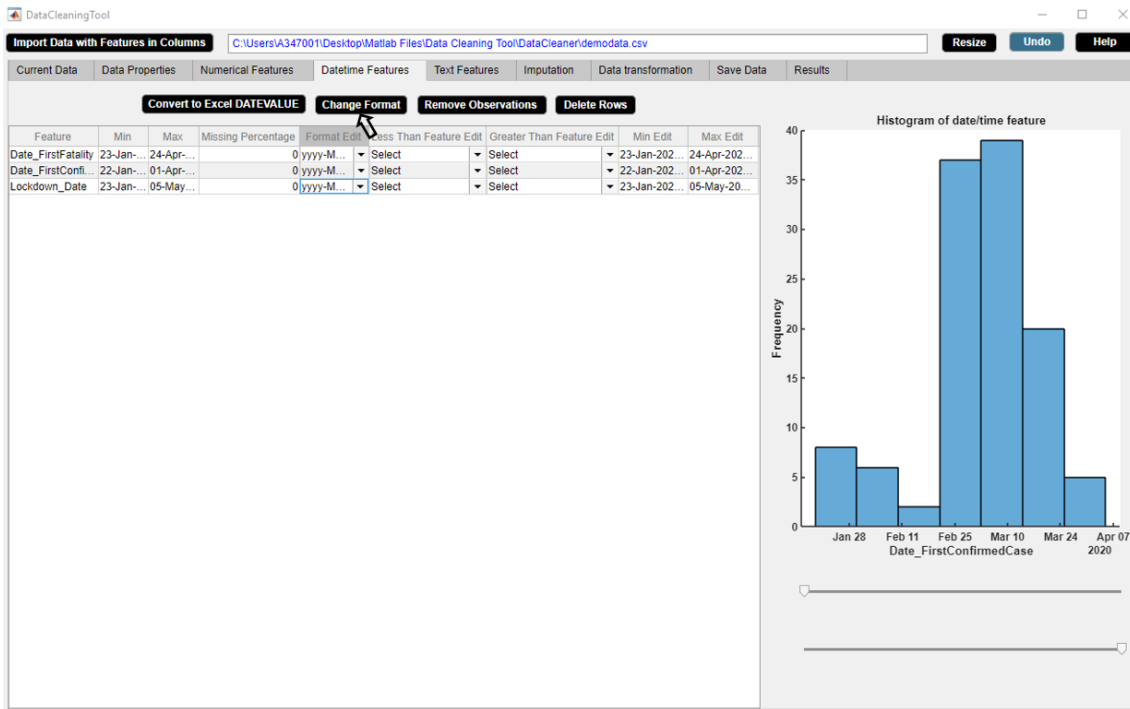 DataCleaningTool
Import Data with Features in Columns C:\Users\A347001\Desktop\Matlab Files\Data Cleaning Tool\DataCleaner\demodata.csv Resize Undo Help
Current Data Data Properties Numerical Features Datetime Features Text Features Imputation Data transformation Save Data Results
Convert to Excel DATEVALUE Change Format Remove Observations Delete Rows
Feature Min Max Missing Percentage Format Edit Less Than Feature Edit Greater Than Feature Edit Min Edit Max Edit
Date_FirstFatality 23-Jan-... 24-Apr-... 0 yyyy-M... Select Select 23-Jan-202... 24-Apr-202...
Date_FirstConfi... 22-Jan-... 01-Apr-... 0 yyyy-M... Select Select 22-Jan-202... 01-Apr-202...
Lockdown_Date 23-Jan-... 05-May... 0 yyyy-M... Select Select 23-Jan-202... 05-May-20...
Histogram of date/time feature
40
35
30
25
20
15
10
5
0
Frequency
Jan 28 Feb 11 Feb 25 Mar 10 Mar 24 Apr 07
2020
Date_FirstConfirmedCase